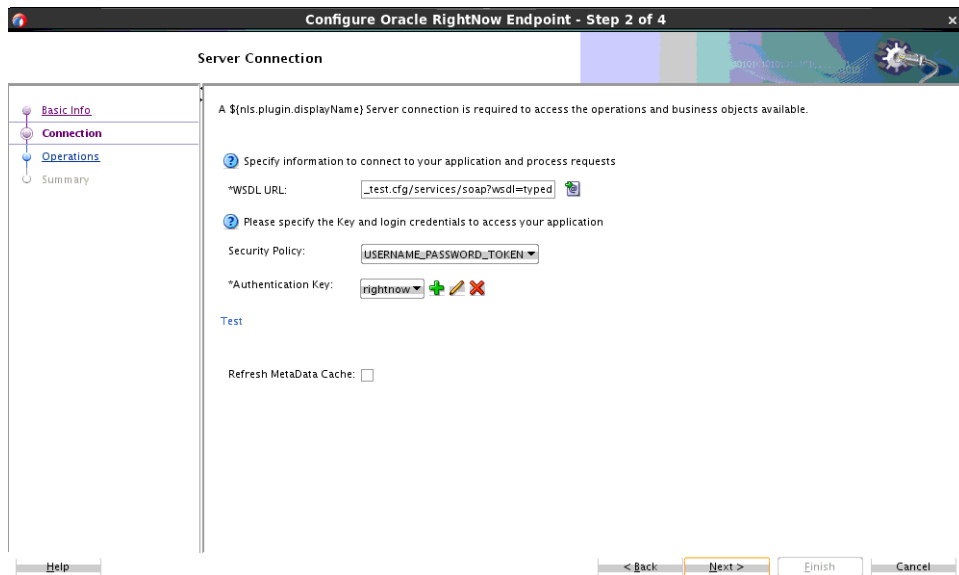 Configure Oracle RightNow Endpoint - Step 2 of 4
Server Connection
Basic Info
Connection
Operations
Summary
A ${nls.plugin.displayName} Server connection is required to access the operations and business objects available.
Specify information to connect to your application and process requests
*WSDL URL: _test.cfg/services/soap?wsdl=typed
Please specify the Key and login credentials to access your application
Security Policy: USERNAME_PASSWORD_TOKEN
*Authentication Key: rightnow
Test
Refresh MetaData Cache:
Help < Back Next > Finish Cancel